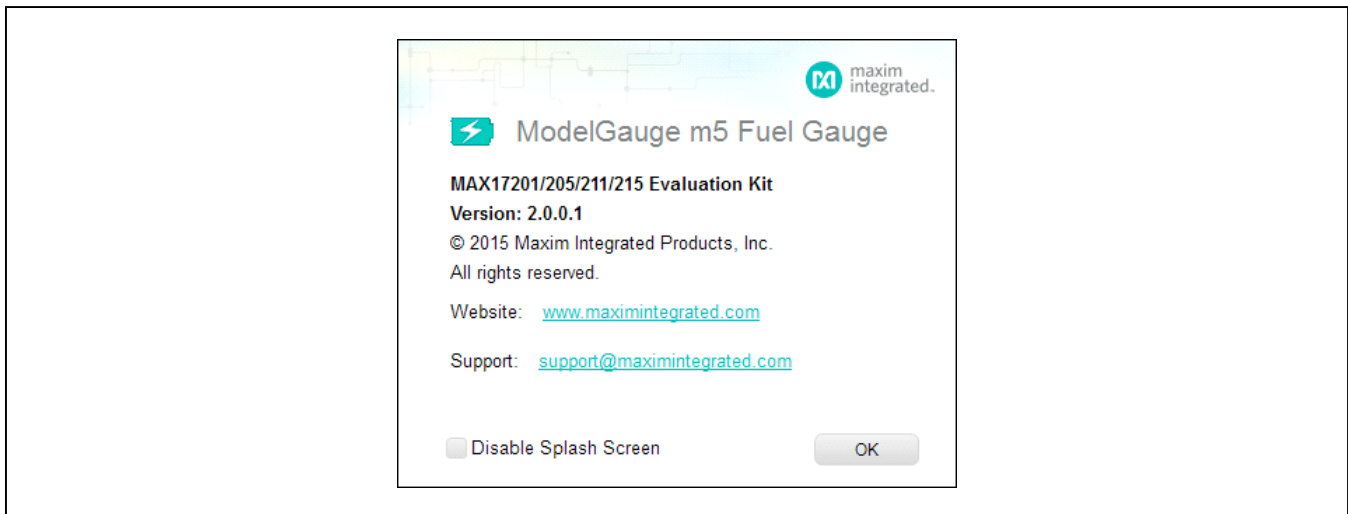 maxim
integrated.
ModelGauge m5 Fuel Gauge
MAX17201/205/211/215 Evaluation Kit
Version: 2.0.0.1
© 2015 Maxim Integrated Products, Inc.
All rights reserved.
Website: www.maximintegrated.com
Support: support@maximintegrated.com
Disable Splash Screen
OK